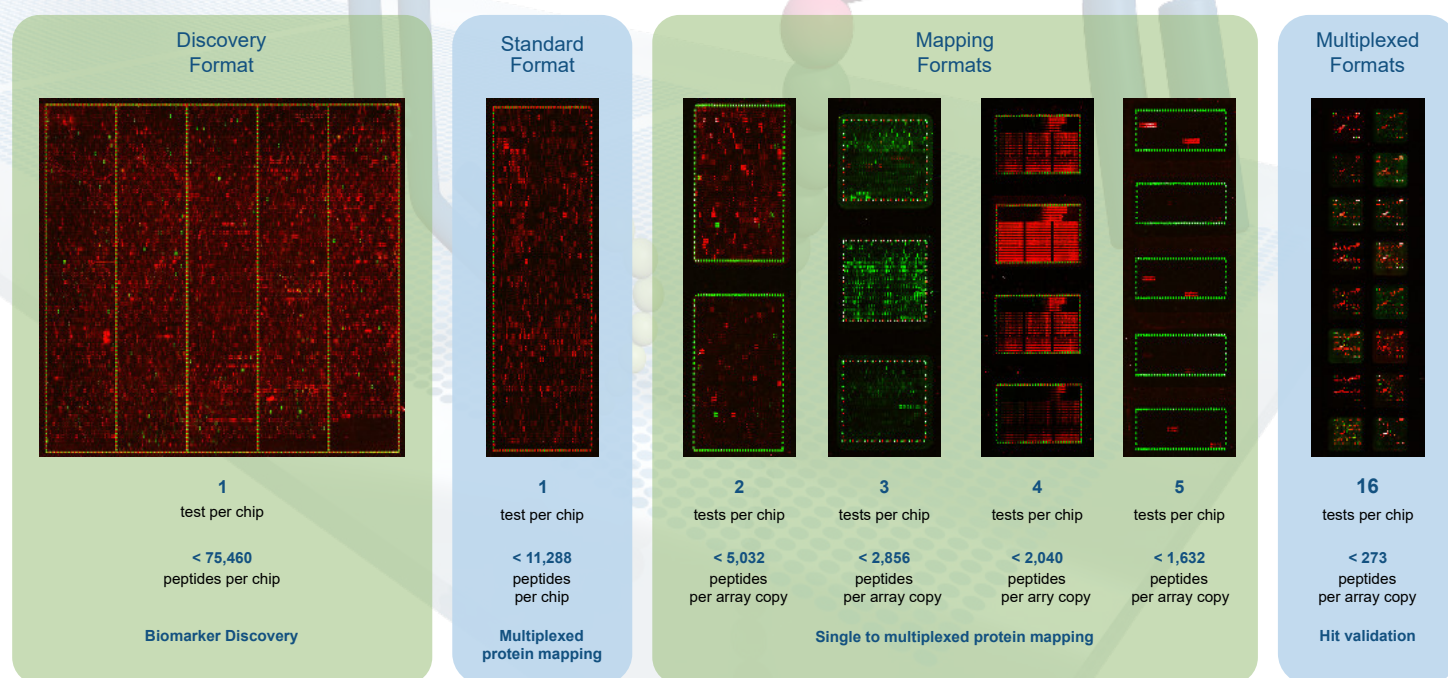 Discovery
Format
1
test per chip
< 75,460
peptides per chip
Biomarker Discovery
Standard
Format
1
test per chip
< 11,288
peptides
per chip
Multiplexed
protein mapping
Mapping
Formats
2
tests per chip
< 5,032
peptides
per array copy
3
tests per chip
< 2,856
peptides
per array copy
4
tests per chip
< 2,040
peptides
per arry copy
5
tests per chip
< 1,632
peptides
per array copy
Single to multiplexed protein mapping
Multiplexed
Formats
16
tests per chip
< 273
peptides
per array copy
Hit validation